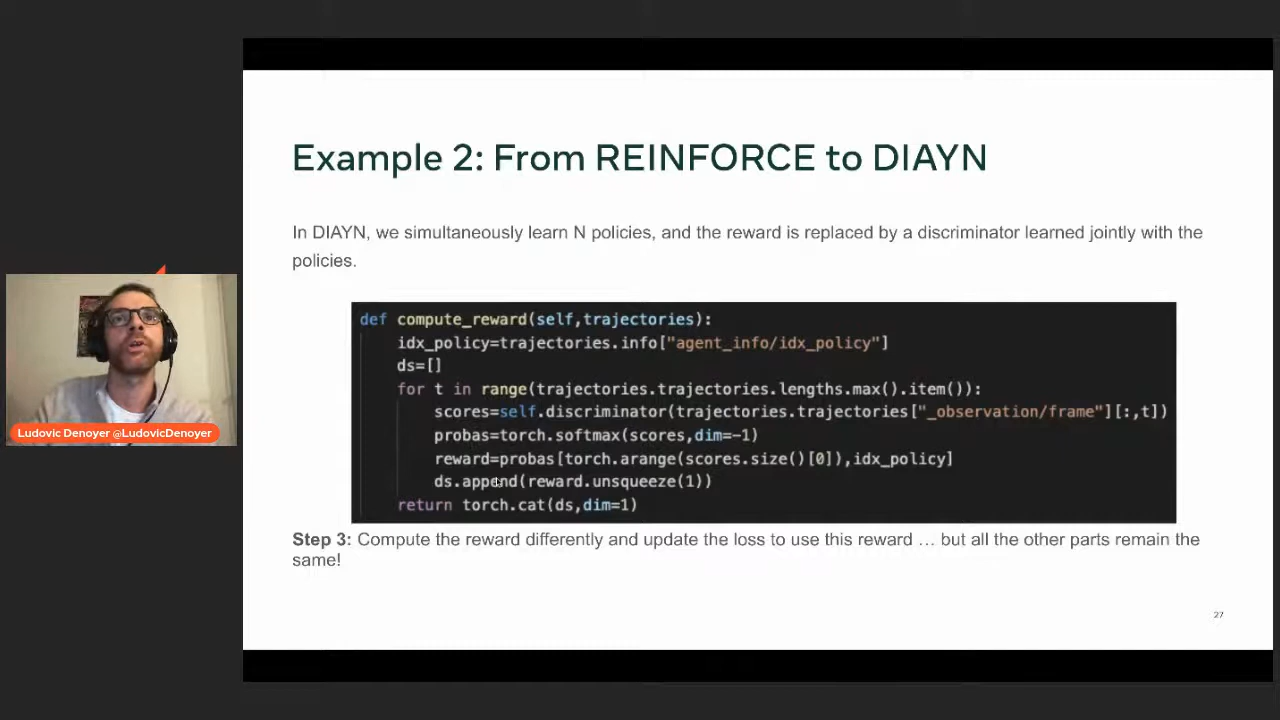 Example 2: From REINFORCE to DIAYN
In DIAYN, we simultaneously learn N policies, and the reward is replaced by a discriminator learned jointly with the
policies.
def compute_reward(self,trajectories):
idx_policy=trajectories.info["agent_info/idx_policy"]
ds=[]
for t in range(trajectories.trajectories.lengths.max().item()):
scores=self.discriminator(trajectories.trajectories["_observation/frame"][:,t])
probas=torch.softmax(scores,dim=-1)
reward=probas[torch.arange(scores.size()[0]),idx_policy]
ds.append(reward.unsqueeze(1))
return torch.cat(ds,dim=1)
Step 3: Compute the reward differently and update the loss to use this reward … but all the other parts remain the
same!
27
Ludovic Denoyer @LudovicDenoyer